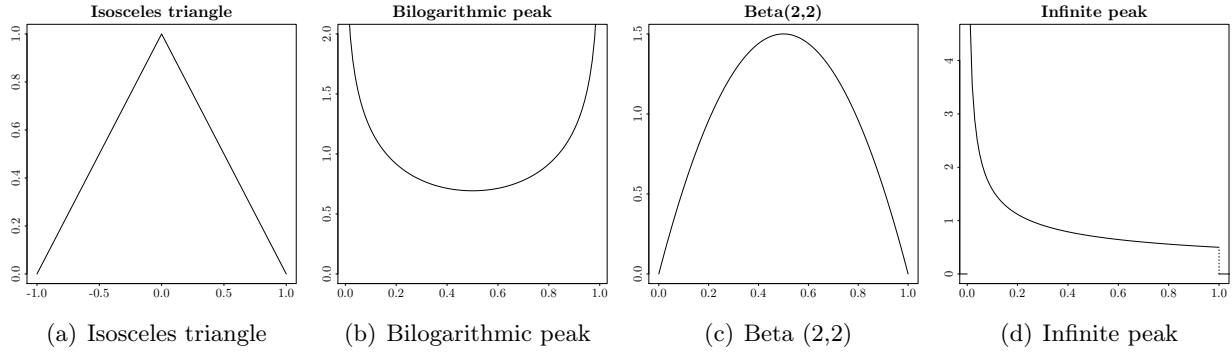 Isosceles triangle
Bilogarithmic peak
Beta(2,2)
Infinite peak
0.0 0.2 0.4 0.6 0.8 1.0
-1.0 -0.5 0.0 0.5 1.0
0.0 0.5 1.0 1.5 2.0
0.0 0.2 0.4 0.6 0.8 1.0
0.0 0.5 1.0 1.5
0.0 0.2 0.4 0.6 0.8 1.0
0 1 2 3 4
0.0 0.2 0.4 0.6 0.8 1.0
(a) Isosceles triangle
(b) Bilogarithmic peak
(c) Beta (2,2)
(d) Infinite peak